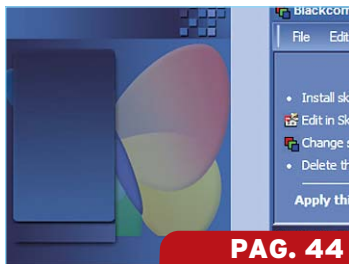 Blackcom
File Edit
• Install sk
Edit in Sk
Change s
• Delete th
Apply thi
PAG. 44